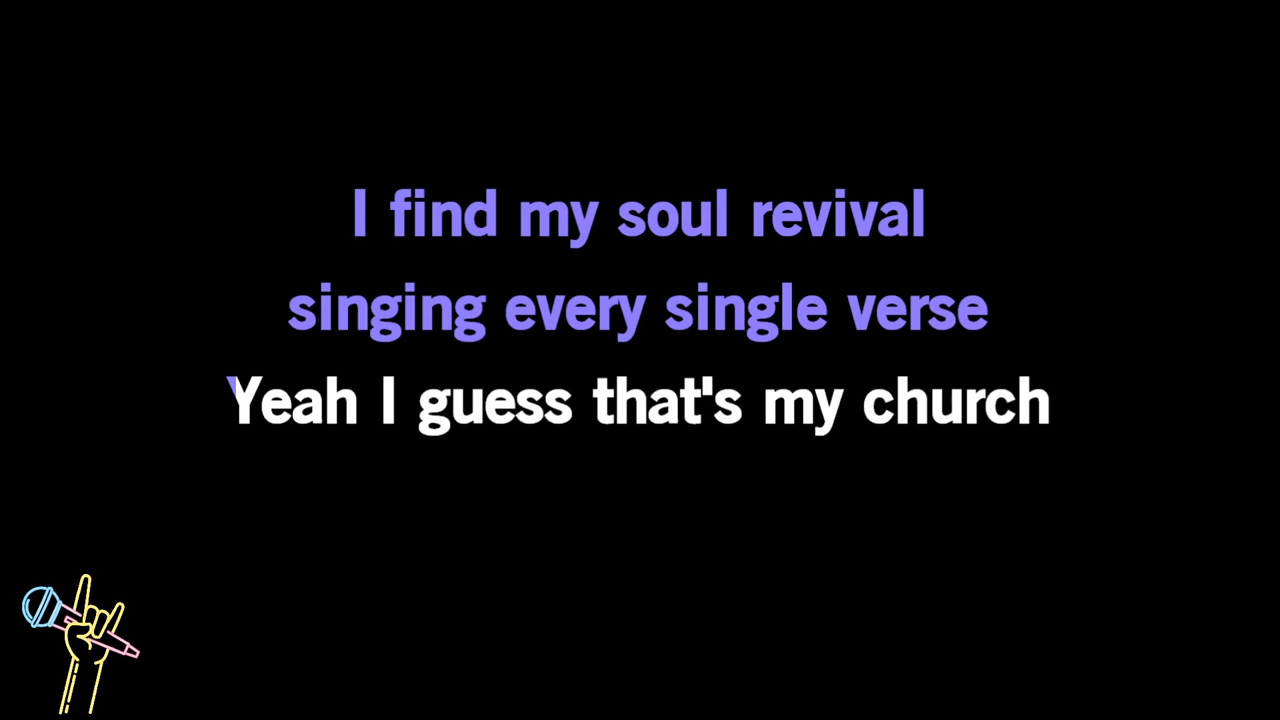 I find my soul revival
singing every single verse
Yeah I guess that's my church